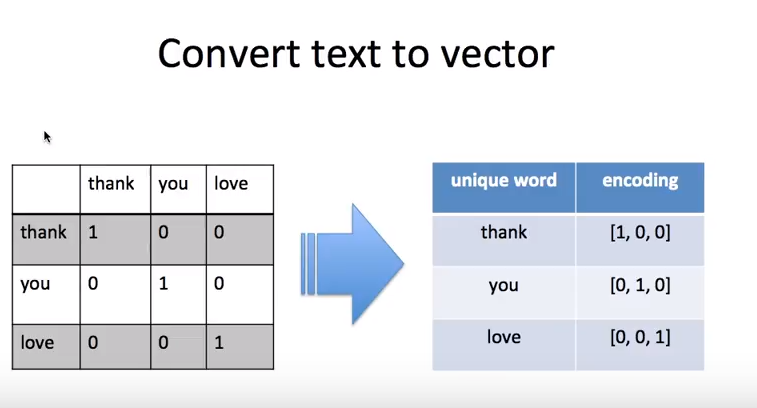 Convert text to vector
thank you love
thank 1 0 0
you 0 1 0
love 0 0 1
unique word encoding
thank [1, 0, 0]
you [0, 1, 0]
love [0, 0, 1]